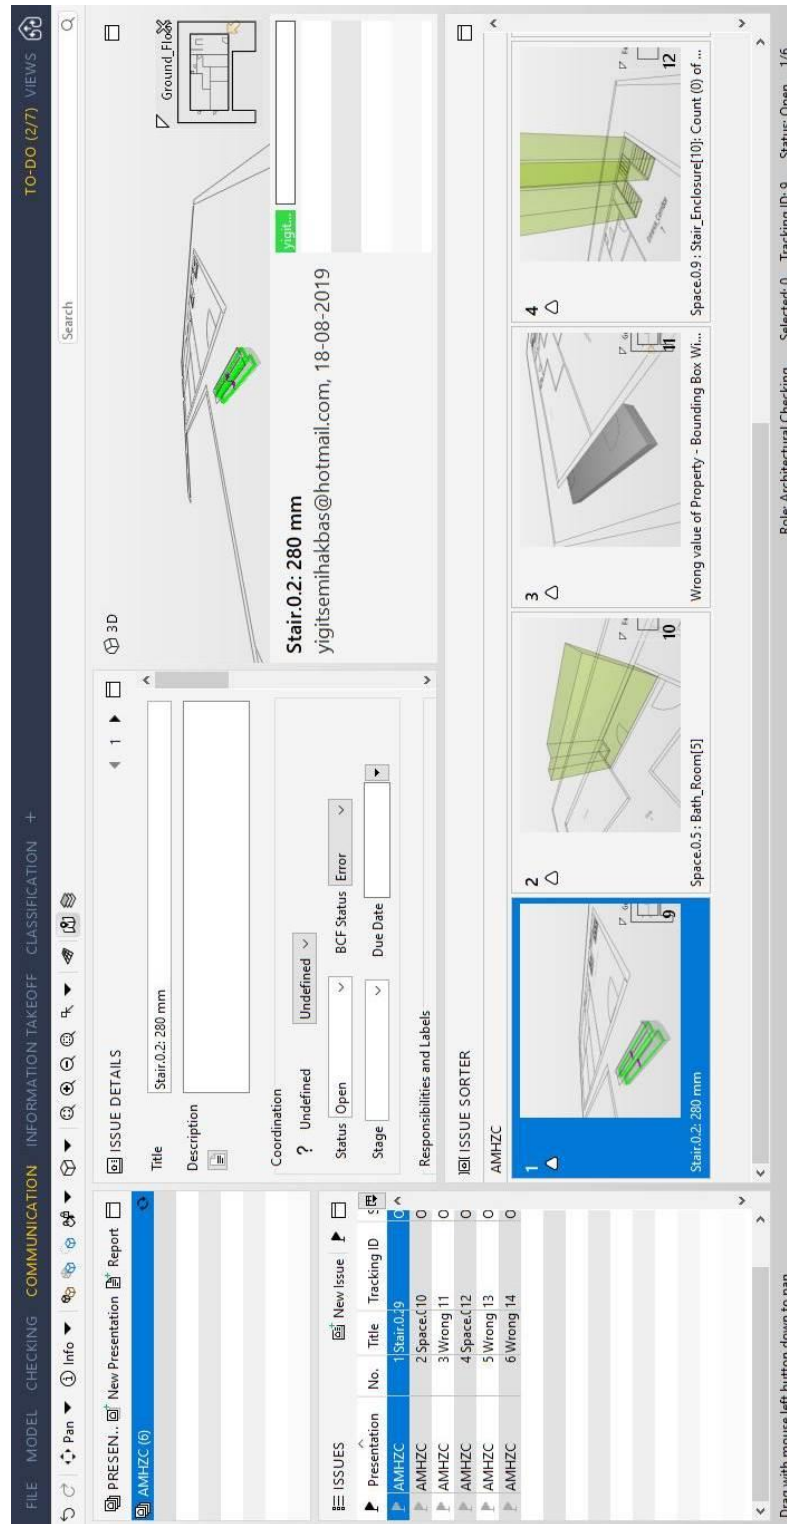 FILE MODEL CHECKING COMMUNICATION INFORMATION TAKEOFF CLASSIFICATION + TO-DO (2/7) VIEWS
Pan Info Search
PRESEN.. New Presentation Report
AMHZC (6)
ISSUES New Issue
Presentation No. Title Tracking ID
AMHZC 1 Stair.0.2 9 O
AMHZC 2 Space.( 10 O
AMHZC 3 Wrong 11 O
AMHZC 4 Space.( 12 O
AMHZC 5 Wrong 13 O
AMHZC 6 Wrong 14 O
ISSUE DETAILS 1
Title Stair.0.2: 280 mm
Description
Coordination
? Undefined Undefined
Status Open BCF Status Error
Stage Due Date
Responsibilities and Labels
3D
Ground_Floor
Stair.0.2: 280 mm
yigitsemihakbas@hotmail.com, 18-08-2019
yigit...
ISSUE SORTER
AMHZC
1
9
Stair.0.2: 280 mm
2
10
Space.0.5 : Bath_Room[5]
3
11
Wrong value of Property - Bounding Box Wi...
4
12
Space.0.9 : Stair_Enclosure[10]: Count (0) of ...
Drag with mouse left button down to pan Role: Architectural Checking Selected: 0 Tracking ID: 9 Status: Open 1/6